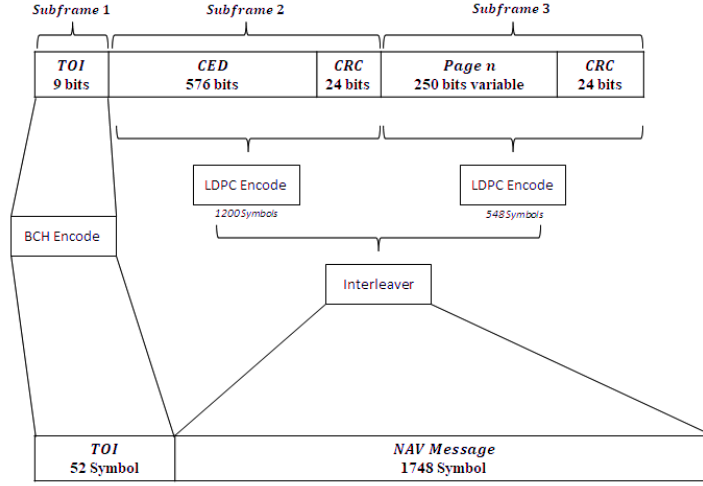 Subframe 1
Subframe 2
Subframe 3
TOI
9 bits
CED
576 bits
CRC
24 bits
Page n
250 bits variable
CRC
24 bits
LDPC Encode
1200Symbols
LDPC Encode
548Symbols
BCH Encode
Interleaver
TOI
52 Symbol
NAV Message
1748 Symbol